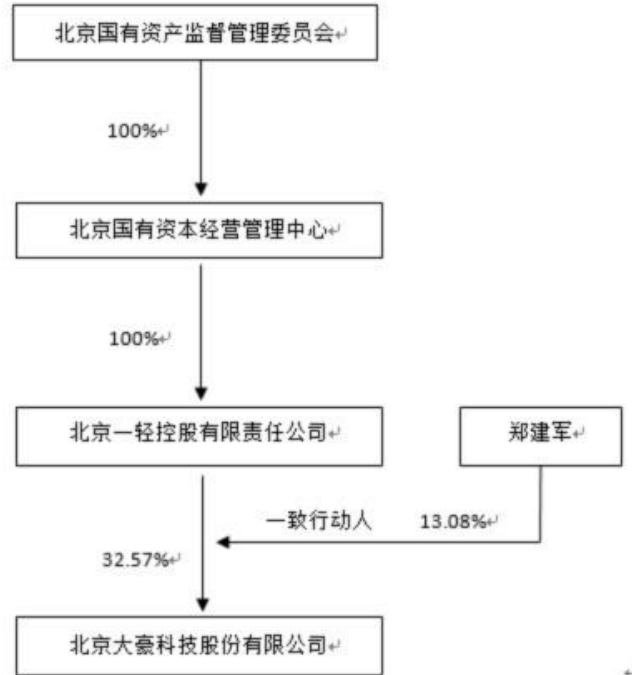 北京国有资产监督管理委员会
100%
北京国有资本经营管理中心
100%
北京一轻控股有限责任公司
郑建军
一致行动人 13.08%
32.57%
北京大豪科技股份有限公司